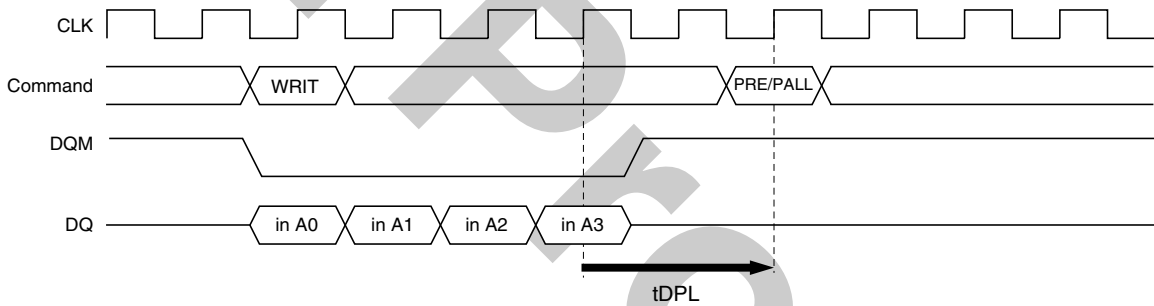 CLK
Command
WRIT
PRE/PALL
DQM
DQ
in A0
in A1
in A2
in A3
tDPL